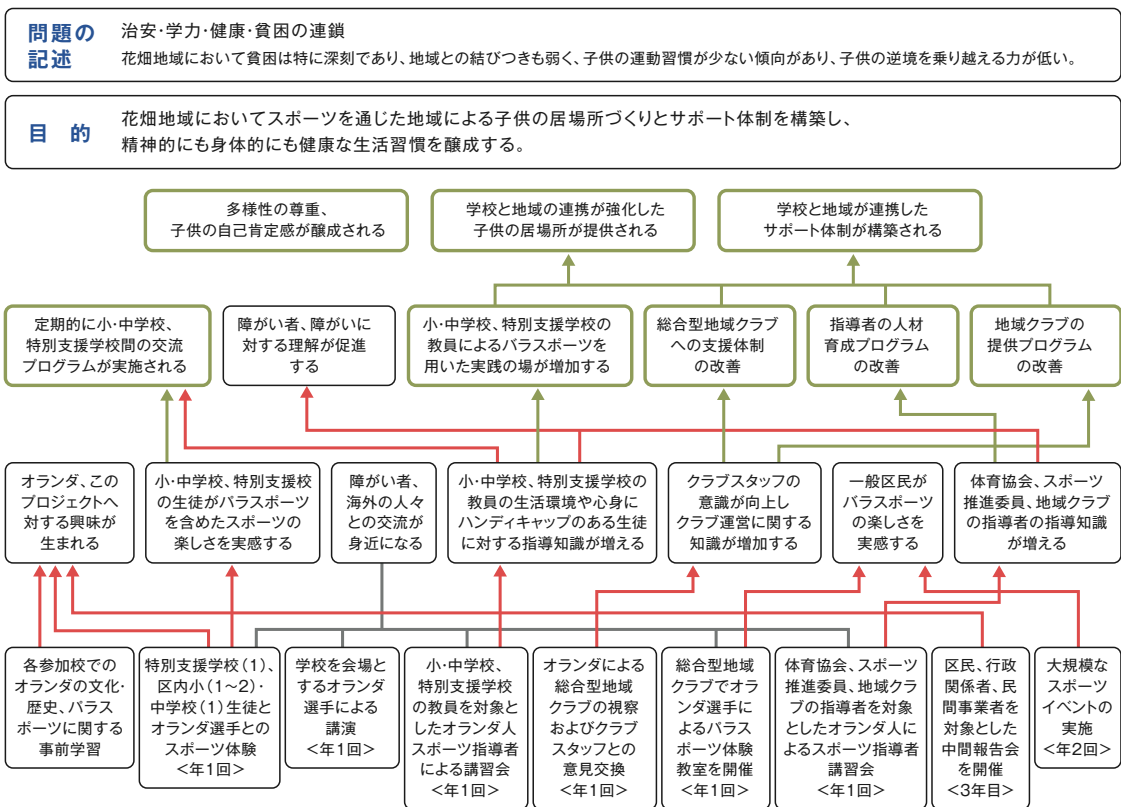 問題の
記述
治安・学力・健康・貧困の連鎖
花畑地域において貧困は特に深刻であり、地域との結びつきも弱く、子供の運動習慣が少ない傾向があり、子供の逆境を乗り越える力が低い。
目 的
花畑地域においてスポーツを通じた地域による子供の居場所づくりとサポート体制を構築し、
精神的にも身体的にも健康な生活習慣を醸成する。
多様性の尊重、
子供の自己肯定感が醸成される
学校と地域の連携が強化した
子供の居場所が提供される
学校と地域が連携した
サポート体制が構築される
定期的に小・中学校、
特別支援学校間の交流
プログラムが実施される
障がい者、障がいに
対する理解が促進
する
小・中学校、特別支援学校の
教員によるパラスポーツを
用いた実践の場が増加する
総合型地域クラブ
への支援体制
の改善
指導者の人材
育成プログラム
の改善
地域クラブの
提供プログラム
の改善
オランダ、この
プロジェクトへ
対する興味が
生まれる
小・中学校、特別支援校
の生徒がパラスポーツ
を含めたスポーツの
楽しさを実感する
障がい者、
海外の人々
との交流が
身近になる
小・中学校、特別支援学校の
教員の生活環境や心身に
ハンディキャップのある生徒
に対する指導知識が増える
クラブスタッフの
意識が向上し
クラブ運営に関する
知識が増加する
一般区民が
パラスポーツ
の楽しさを
実感する
体育協会、スポーツ
推進委員、地域クラブ
の指導者の指導知識
が増える
各参加校での
オランダの文化・
歴史、パラス
ポーツに関する
事前学習
特別支援学校(1)、
区内小(1~2)・
中学校(1)生徒と
オランダ選手との
スポーツ体験
<年1回>
学校を会場と
するオランダ
選手による
講演
<年1回>
小・中学校、
特別支援学校
の教員を対象
としたオランダ人
スポーツ指導者
による講習会
<年1回>
オランダによる
総合型地域
クラブの視察
およびクラブ
スタッフとの
意見交換
<年1回>
総合型地域
クラブでオラ
ンダ選手に
よるパラス
ポーツ体験
教室を開催
<年1回>
体育協会、スポーツ
推進委員、地域クラ
ブの指導者を対象
としたオランダ人に
よるスポーツ指導者
講習会
<年1回>
区民、行政
関係者、民
間事業者を
対象とした
中間報告会
を開催
<3年目>
大規模な
スポーツ
イベントの
実施
<年2回>